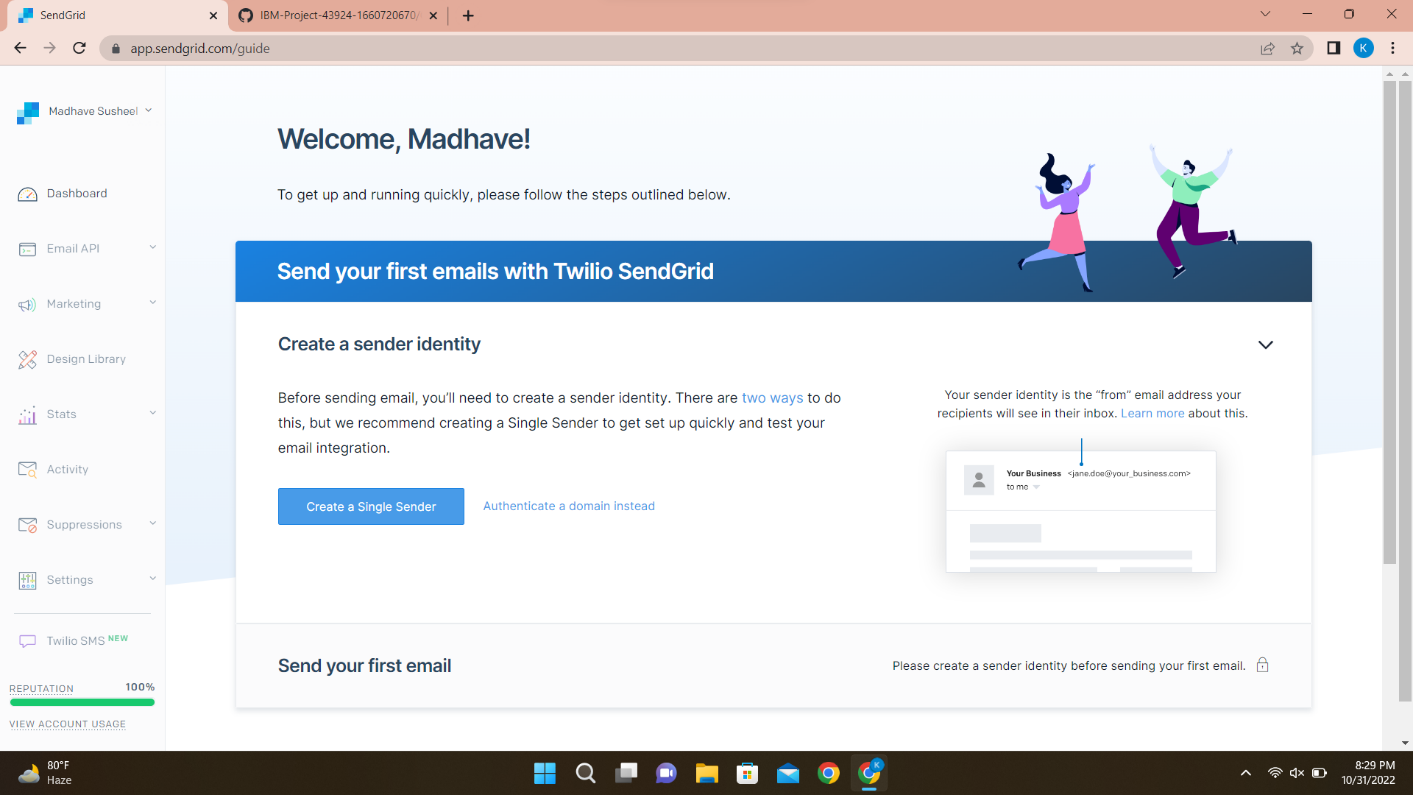 SendGrid
IBM-Project-43924-1660720670/
app.sendgrid.com/guide
K
Madhave Susheel
Dashboard
Email API
Marketing
Design Library
Stats
Activity
Suppressions
Settings
Twilio SMS NEW
REPUTATION 100%
VIEW ACCOUNT USAGE
Welcome, Madhave!
To get up and running quickly, please follow the steps outlined below.
Send your first emails with Twilio SendGrid
Create a sender identity
Before sending email, you’ll need to create a sender identity. There are two ways to do
this, but we recommend creating a Single Sender to get set up quickly and test your
email integration.
Create a Single Sender Authenticate a domain instead
Your sender identity is the “from” email address your
recipients will see in their inbox. Learn more about this.
Your Business <jane.doe@your_business.com>
to me
Send your first email
Please create a sender identity before sending your first email.
80°F
Haze
K
8:29 PM
10/31/2022